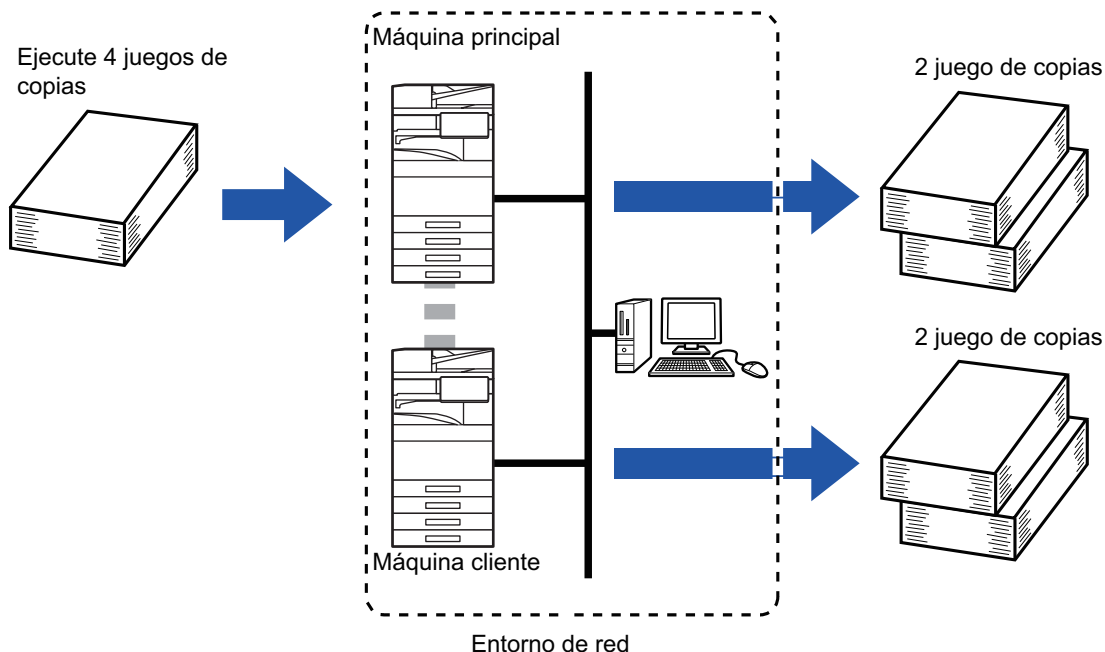 Ejecute 4 juegos de
copias
Máquina principal
2 juego de copias
2 juego de copias
Máquina cliente
Entorno de red